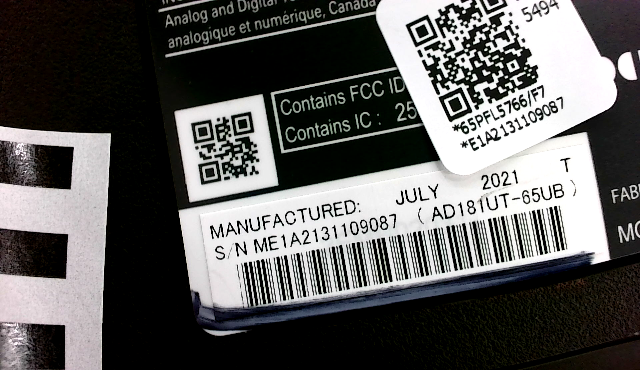 Analog and Digital
analogique et numérique, Canada
5494
*65PFL5766/F7
*E1A2131109087
Contains FCC ID
Contains IC : 25
MANUFACTURED: JULY 2021 T
S/N ME1A2131109087 ( AD181UT-65UB )
FAB
MO